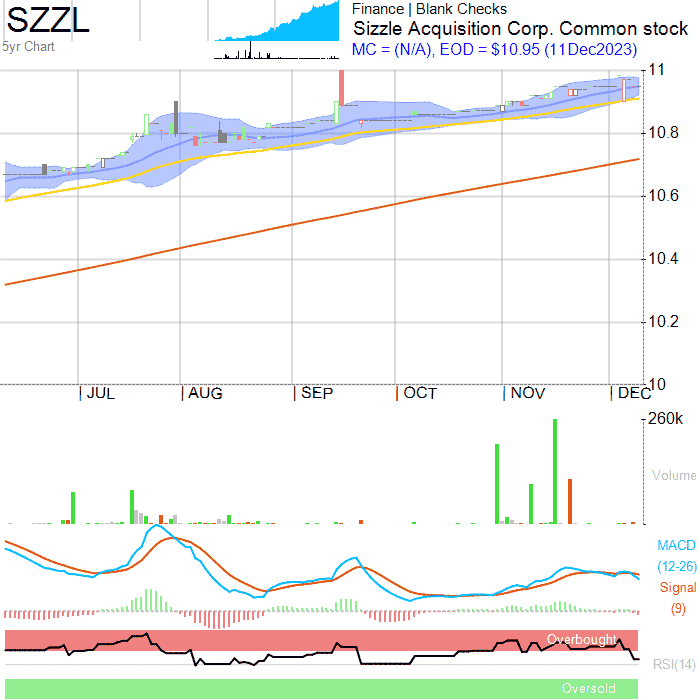 SZZL
5yr Chart
Finance | Blank Checks
Sizzle Acquisition Corp. Common stock
MC = (N/A), EOD = $10.95 (11Dec2023)
11
10.8
10.6
10.4
10.2
10
JUL AUG SEP OCT NOV DEC
260k
Volume
MACD
(12-26)
Signal
(9)
Overbought
RSI(14)
Oversold